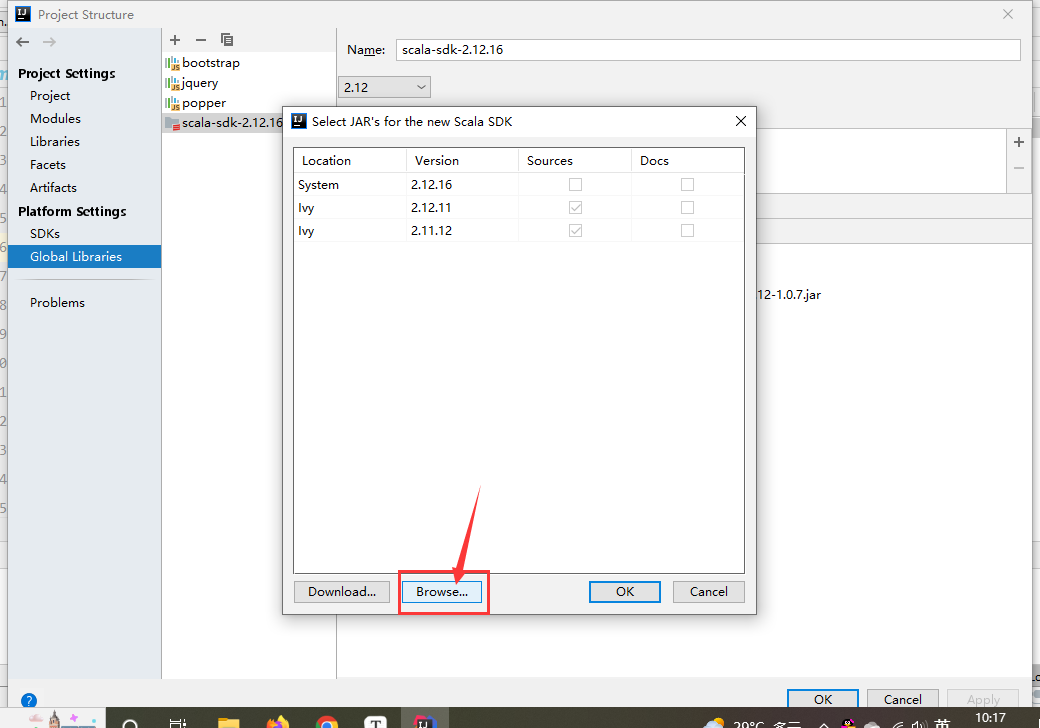 Project Structure
Project Settings
Project
Modules
Libraries
Facets
Artifacts
Platform Settings
SDKs
Global Libraries
Problems
bootstrap
jquery
popper
scala-sdk-2.12.16
Name: scala-sdk-2.12.16
2.12
12-1.0.7.jar
Select JAR's for the new Scala SDK
Location Version Sources Docs
System 2.12.16
Ivy 2.12.11
Ivy 2.11.12
Download... Browse... OK Cancel
OK Cancel Apply
英 10:17